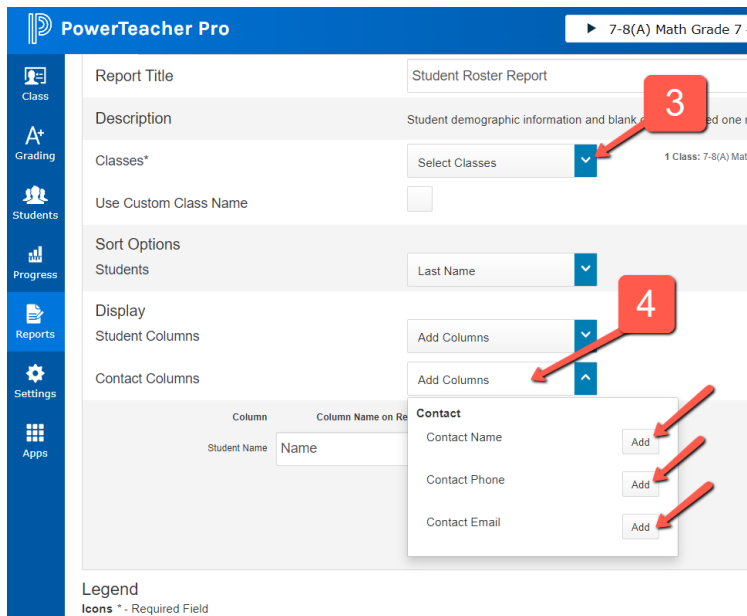 PowerTeacher Pro
7-8(A) Math Grade 7 -
Class
Grading
Students
Progress
Reports
Settings
Apps
Report Title
Student Roster Report
Description
Student demographic information and blank
ed one
3
Classes*
Select Classes
1 Class: 7-8(A) Mat
Use Custom Class Name
Sort Options
Students
Last Name
4
Display
Student Columns
Add Columns
Contact Columns
Add Columns
Column
Column Name on Re
Student Name
Name
Contact
Contact Name
Add
Contact Phone
Add
Contact Email
Add
Legend
Icons * - Required Field